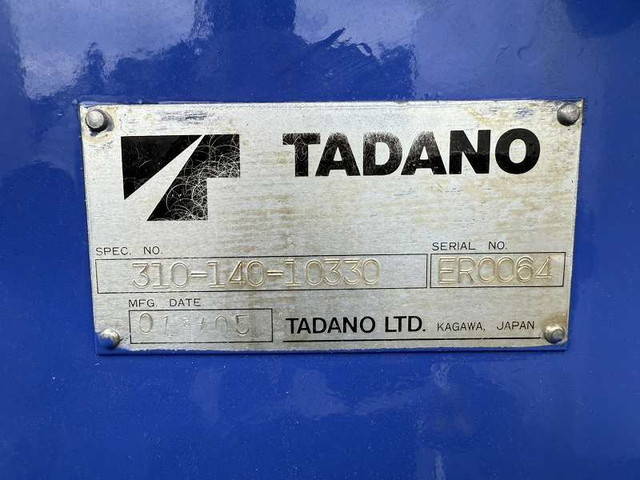 TADANO
SPEC. NO.
SERIAL NO.
310-140-10330
ER0064
MFG. DATE
TADANO LTD. KAGAWA, JAPAN